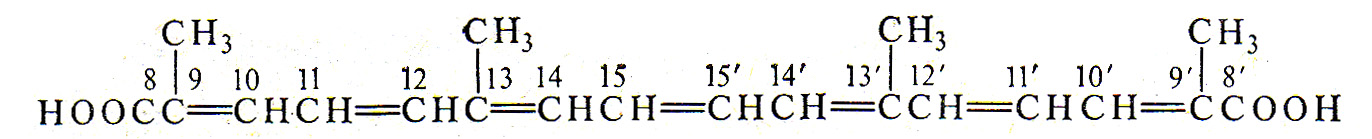 CH₃ CH₃ CH₃ CH₃
8 9 10 11 12 13 14 15 15′ 14′ 13′ 12′ 11′ 10′ 9′ 8′
HOOCC=CHCH=CHC=CHCH=CHCH=CCH=CHCH=CCOOH